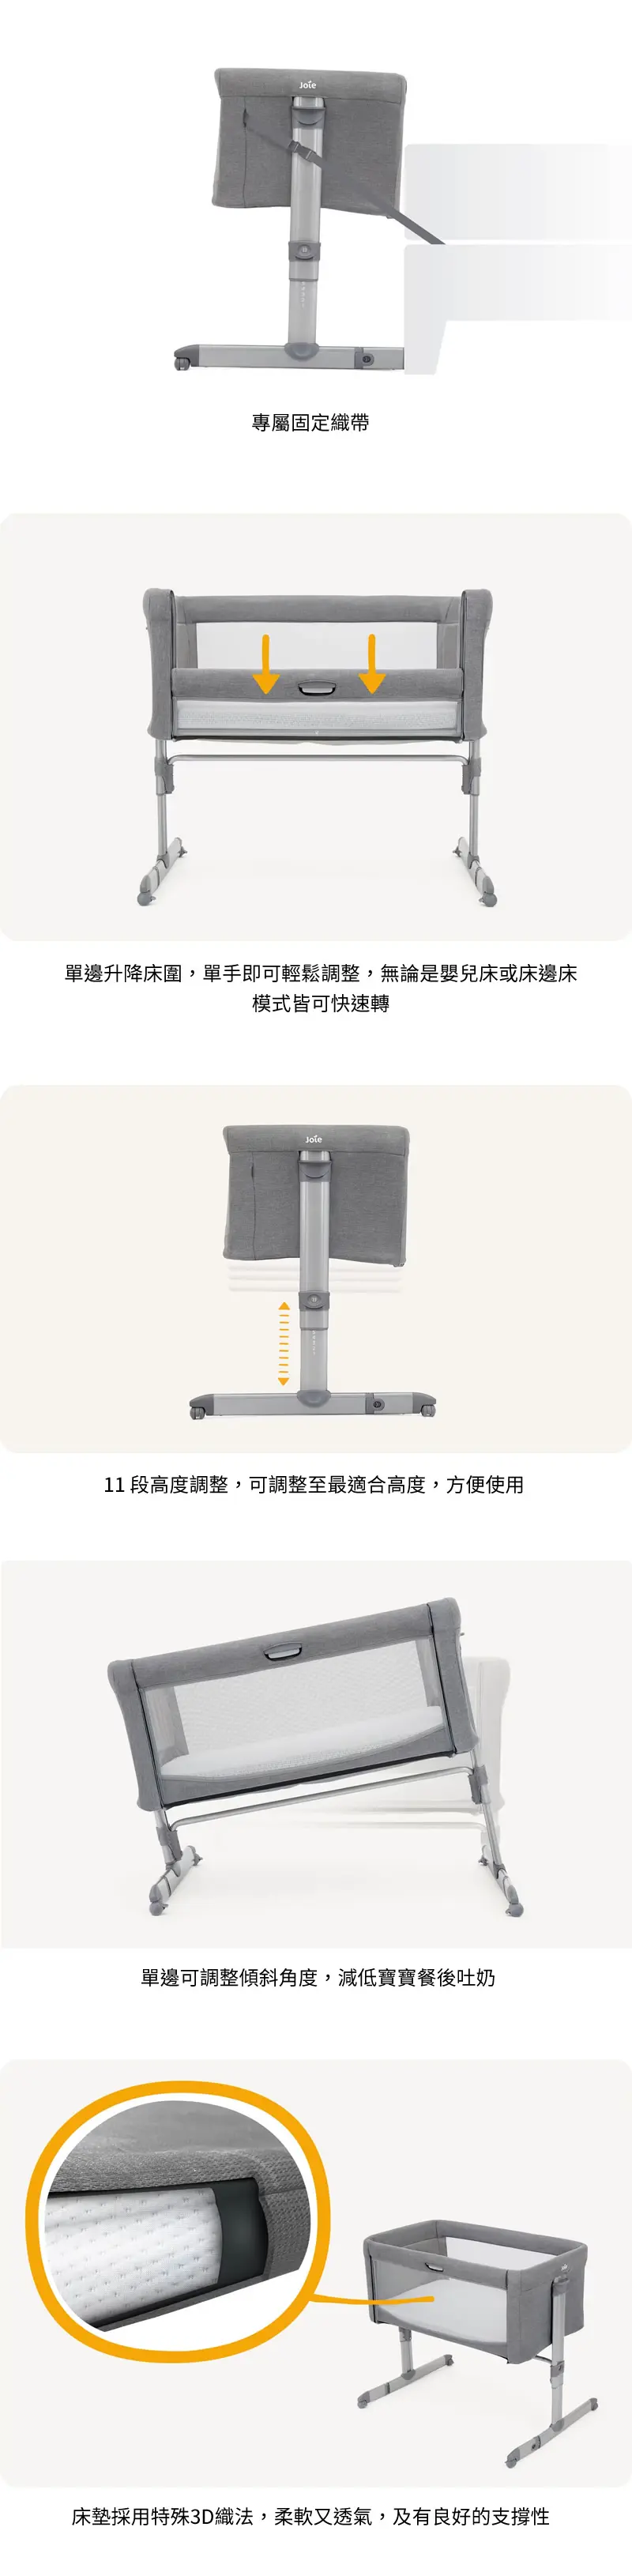 Joie
專屬固定織帶
單邊升降床圍，單手即可輕鬆調整，無論是嬰兒床或床邊床
模式皆可快速轉
Joie
11 段高度調整，可調整至最適合高度，方便使用
單邊可調整傾斜角度，減低寶寶餐後吐奶
床墊採用特殊3D織法，柔軟又透氣，及有良好的支撐性